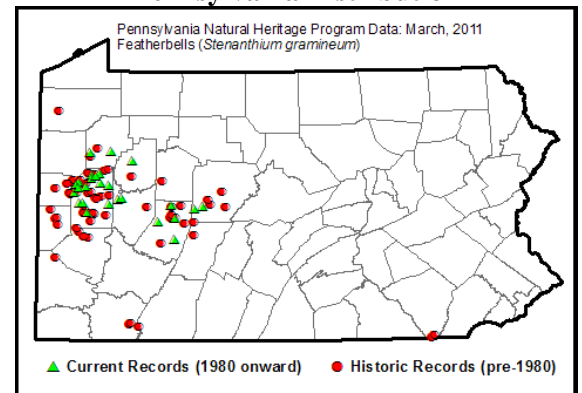 Pennsylvania Natural Heritage Program Data: March, 2011
Featherbells (Stenanthium gramineum)
Current Records (1980 onward) Historic Records (pre-1980)